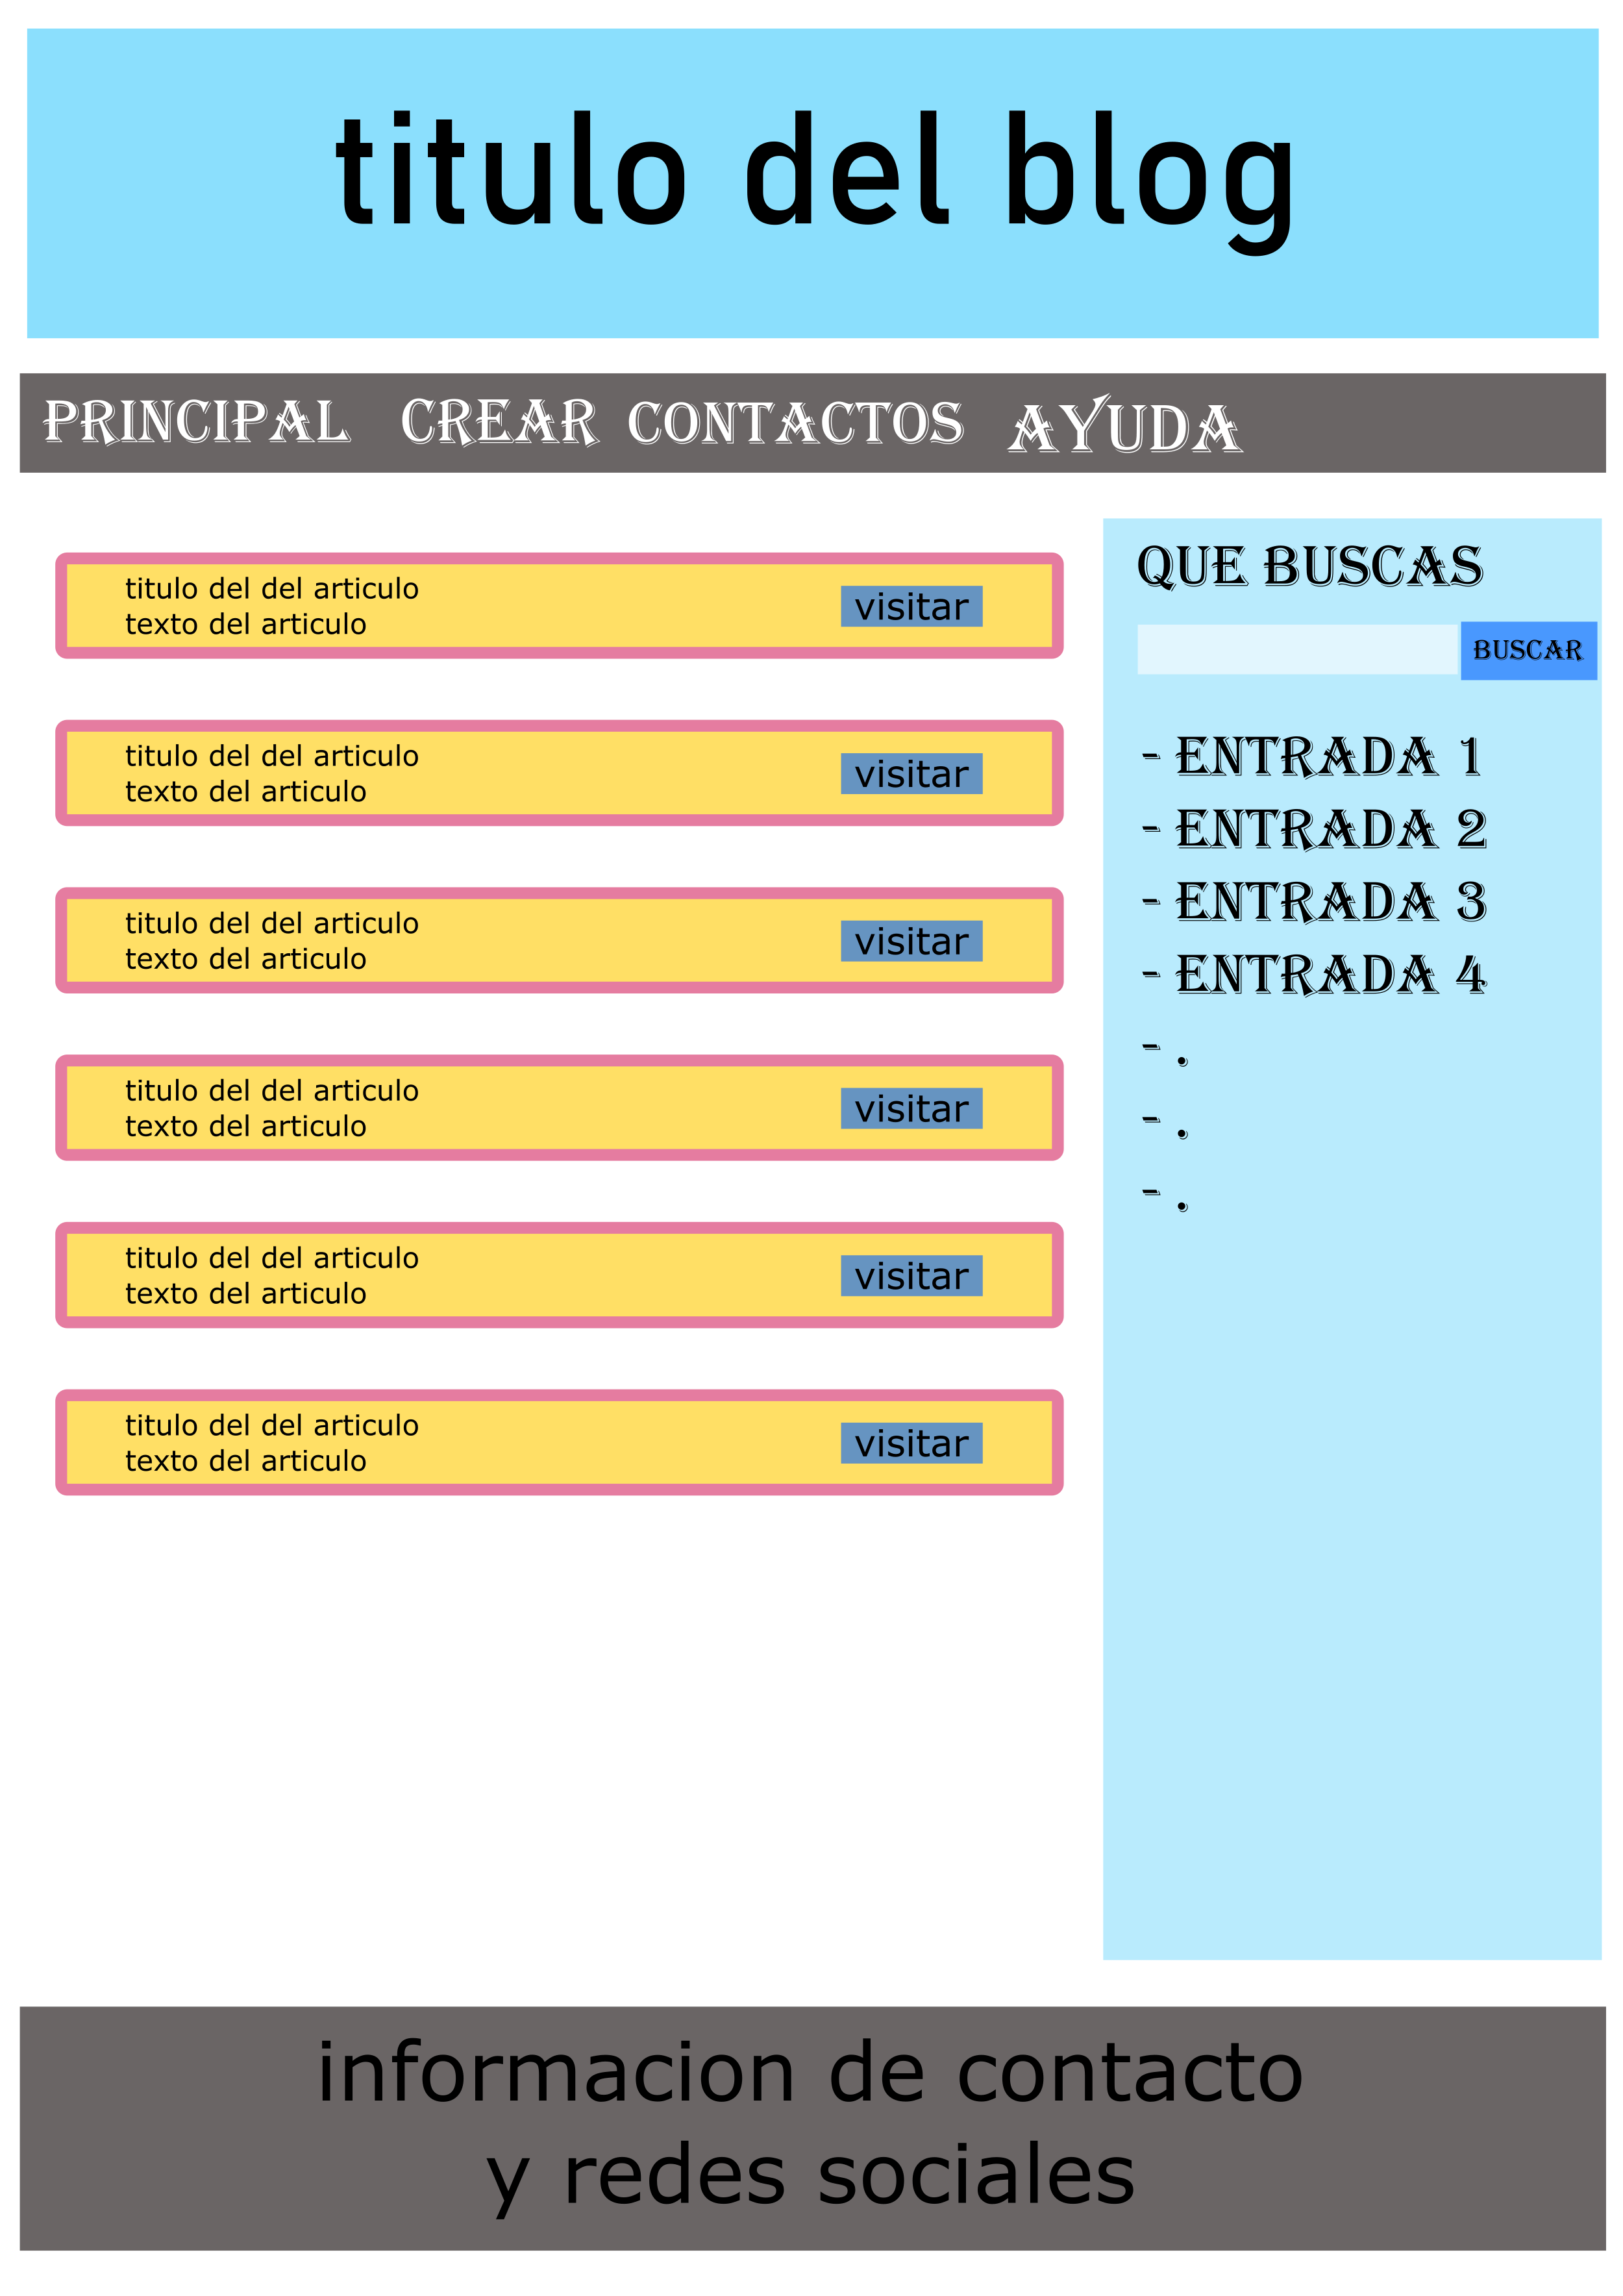 titulo del blog
PRINCIPAL CREAR CONTACTOS AYUDA
titulo del del articulo
texto del articulo
visitar
titulo del del articulo
texto del articulo
visitar
titulo del del articulo
texto del articulo
visitar
titulo del del articulo
texto del articulo
visitar
titulo del del articulo
texto del articulo
visitar
titulo del del articulo
texto del articulo
visitar
QUE BUSCAS
BUSCAR
- ENTRADA 1
- ENTRADA 2
- ENTRADA 3
- ENTRADA 4
- .
- .
- .
informacion de contacto
y redes sociales